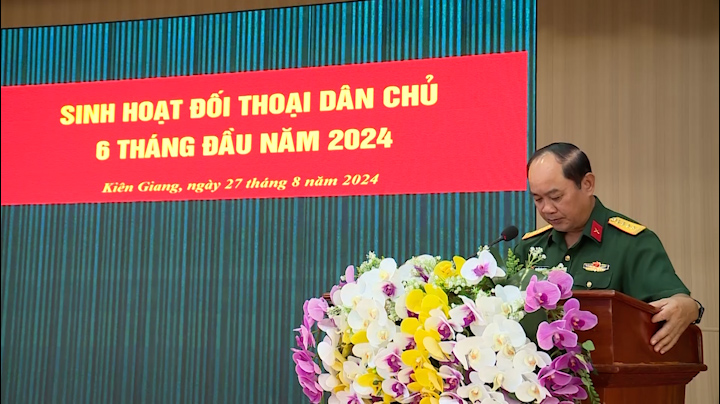 SINH HOẠT ĐỐI THOẠI DÂN CHỦ
6 THÁNG ĐẦU NĂM 2024
Kiên Giang, ngày 27 tháng 8 năm 2024